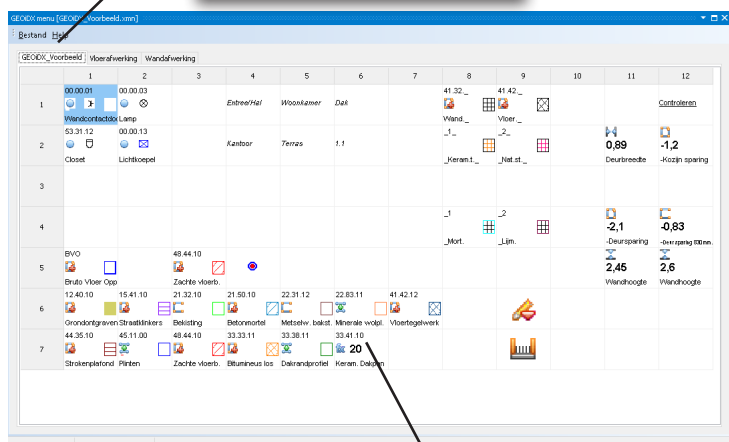 GEOiDX menu [GEOiDX_Voorbeeld.xmn]
Bestand Help
GEOiDX_Voorbeeld Vloerafwerking Wandafwerking
1 2 3 4 5 6 7 8 9 10 11 12
1
00.00.01 00.00.03 41.32._ 41.42._
Entree/Hal Woonkamer Dak Controleren
Wandcontactdoo Lamp Wand._ Vloer._
2
53.31.12 00.00.13 _1_ _2_
Kantoor Terras 1.1 0,89 -1,2
Closet Lichtkoepel _Keram.t._ _Nat.st._ Deurbreedte -Kozijn sparing
3
4
_1 _2
-2,1 -0,83
_Mort. _Lijm. -Deursparing -Deursparing 830 mm.
5
BVO 48.44.10
2,45 2,6
Bruto Vloer Opp Zachte vloerb. Wandhoogte Wandhoogte
6
12.40.10 15.41.10 21.32.10 21.50.10 22.31.12 22.83.11 41.42.12
Grondontgraven Straatklinkers Bekisting Betonmortel Metselw. bakst. Minerale wolpl. Vloertegelwerk
7
44.35.10 45.11.00 48.44.10 33.33.11 33.38.11 33.41.10
20
Strokenplafond Plinten Zachte vloerb. Bitumineus los Dakrandprofiel Keram. Dakpan